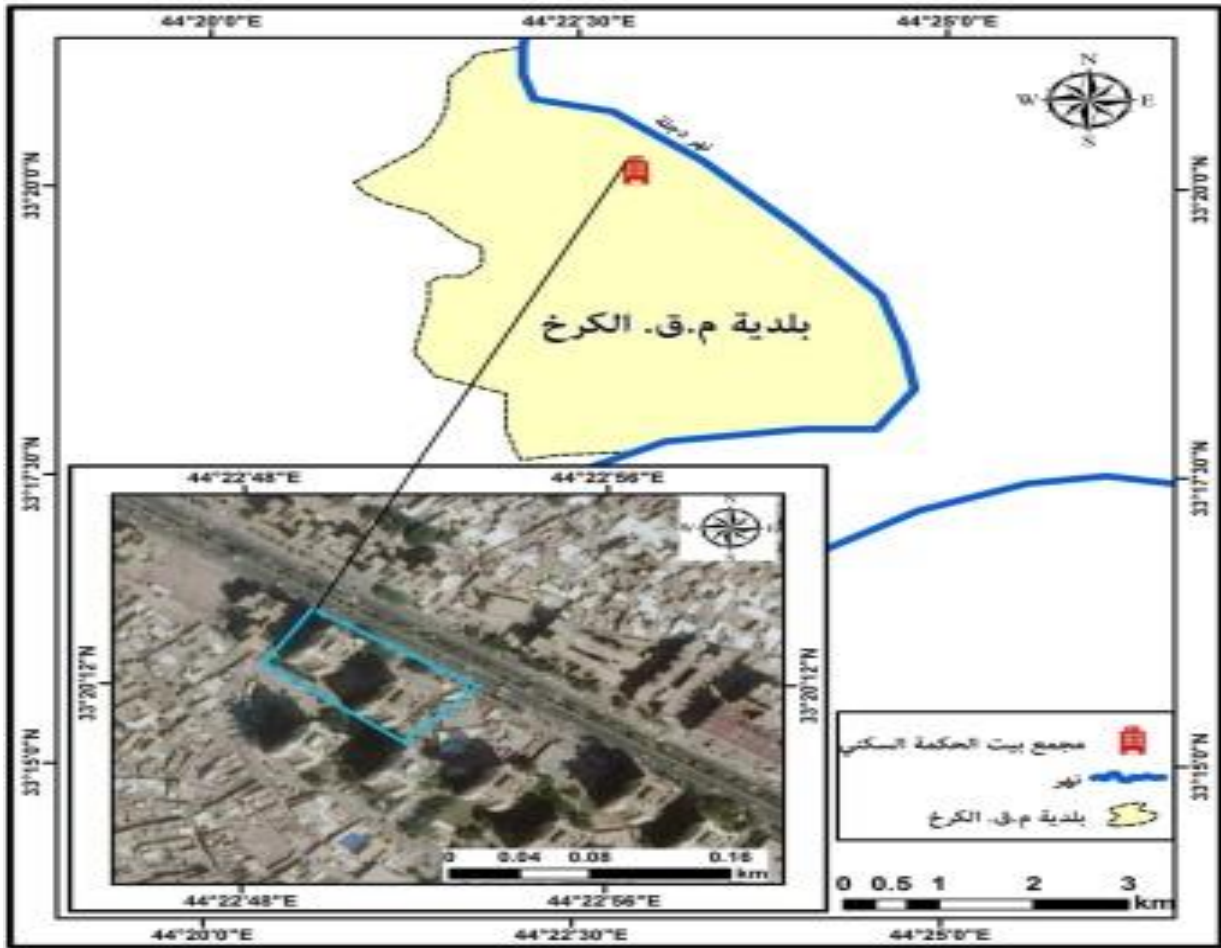 44°20'0"E 44°22'30"E 44°25'0"E
N
W E
S
نهر دجلة
33°20'0"N 33°20'0"N
بلدية م.ق. الكرخ
33°17'30"N 33°17'30"N
44°22'48"E 44°22'56"E
33°20'12"N 33°20'12"N
مجمع بيت الحكمة السكني
نهر
بلدية م.ق. الكرخ
33°15'0"N 33°15'0"N
0 0.04 0.08 0.16
km
0 0.5 1 2 3
km
44°22'48"E 44°22'56"E
44°20'0"E 44°22'30"E 44°25'0"E